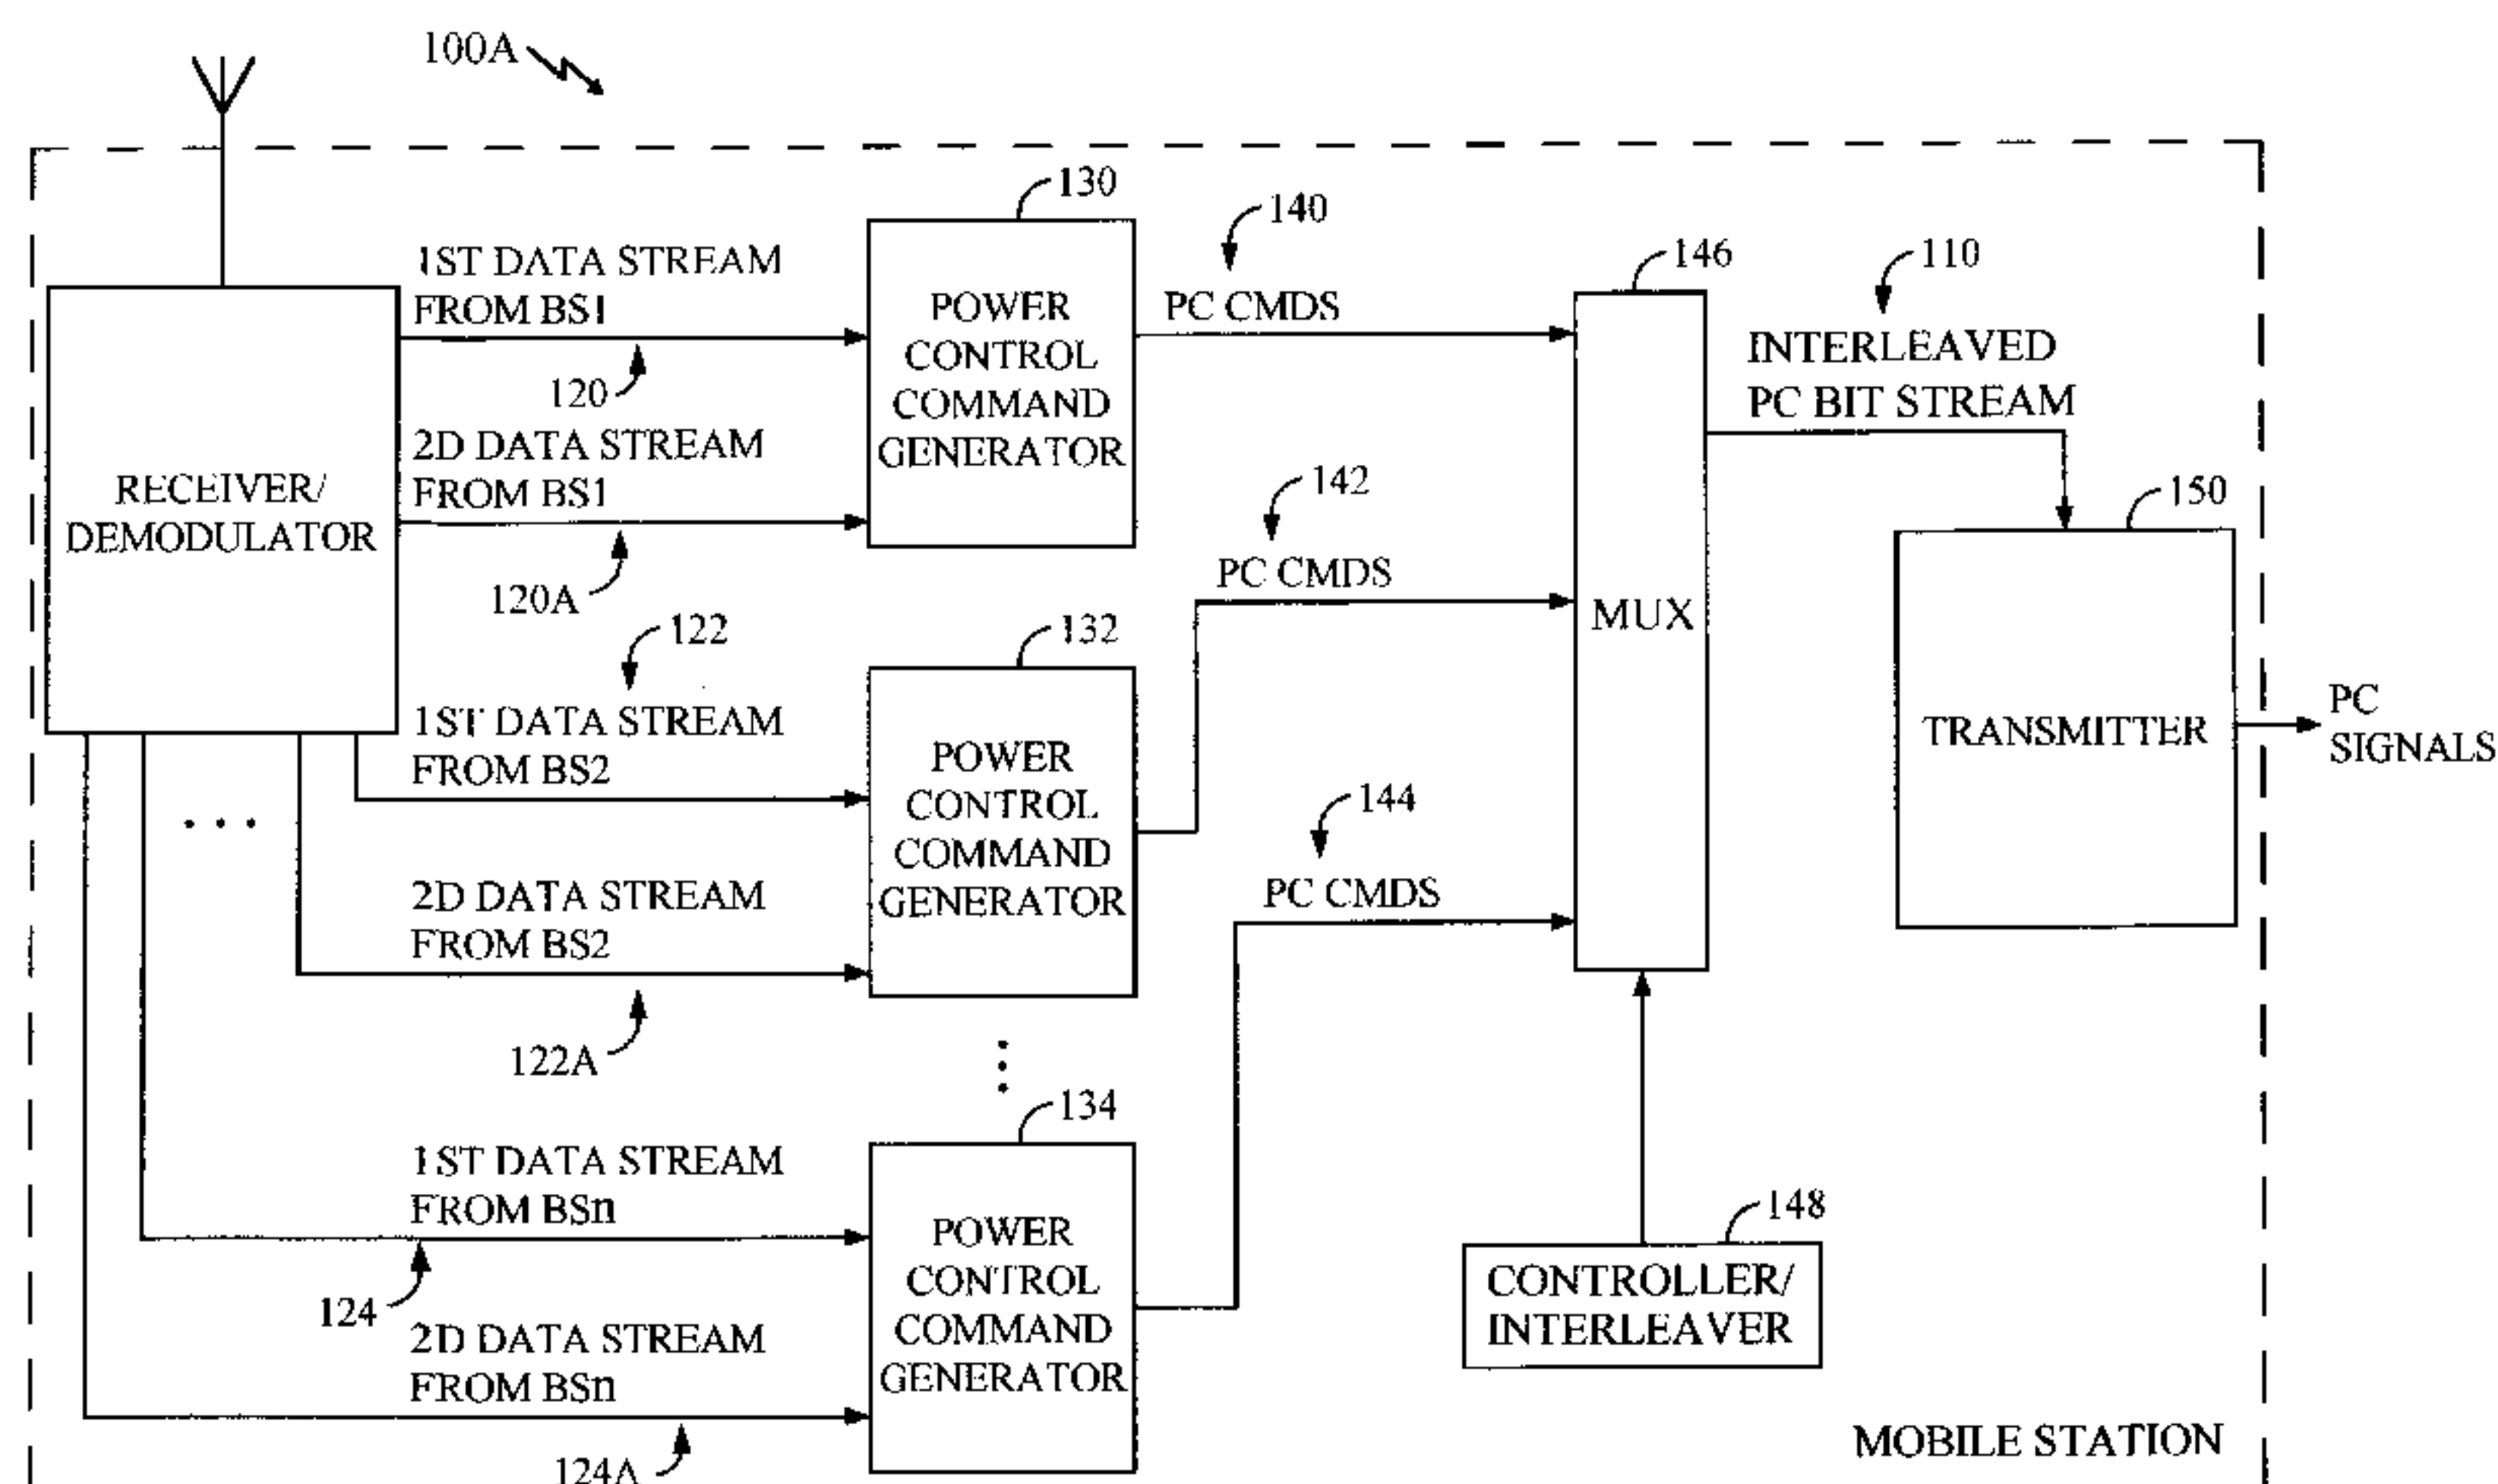 100A
130
140
146
110
1ST DATA STREAM
FROM BS1
120
2D DATA STREAM
FROM BS1
120A
RECEIVER/
DEMODULATOR
POWER
CONTROL
COMMAND
GENERATOR
PC CMDS
INTERLEAVED
PC BIT STREAM
142
PC CMDS
150
MUX
TRANSMITTER
PC
SIGNALS
122
132
1ST DATA STREAM
FROM BS2
2D DATA STREAM
FROM BS2
122A
POWER
CONTROL
COMMAND
GENERATOR
144
PC CMDS
134
1ST DATA STREAM
FROM BSn
124
2D DATA STREAM
FROM BSn
124A
POWER
CONTROL
COMMAND
GENERATOR
148
CONTROLLER/
INTERLEAVER
MOBILE STATION